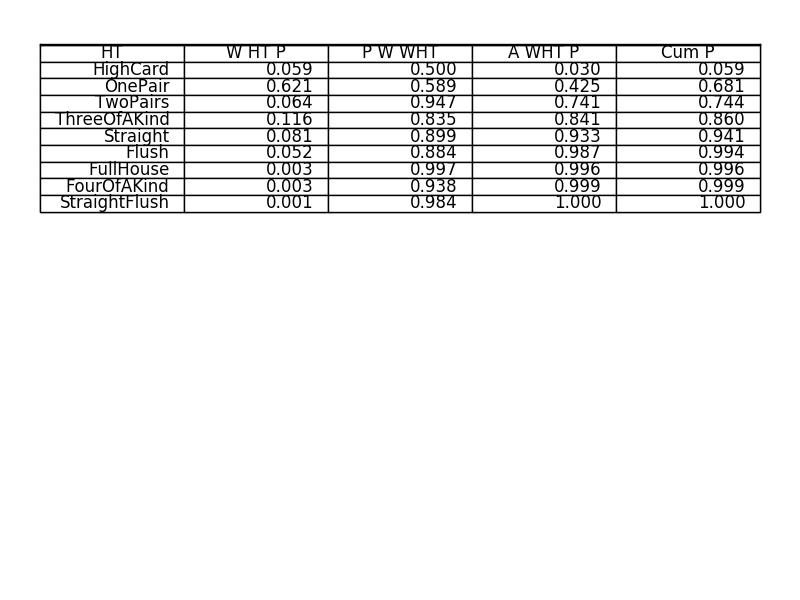 HT W HT P P W WHT A WHT P Cum P
HighCard 0.059 0.500 0.030 0.059
OnePair 0.621 0.589 0.425 0.681
TwoPairs 0.064 0.947 0.741 0.744
ThreeOfAKind 0.116 0.835 0.841 0.860
Straight 0.081 0.899 0.933 0.941
Flush 0.052 0.884 0.987 0.994
FullHouse 0.003 0.997 0.996 0.996
FourOfAKind 0.003 0.938 0.999 0.999
StraightFlush 0.001 0.984 1.000 1.000